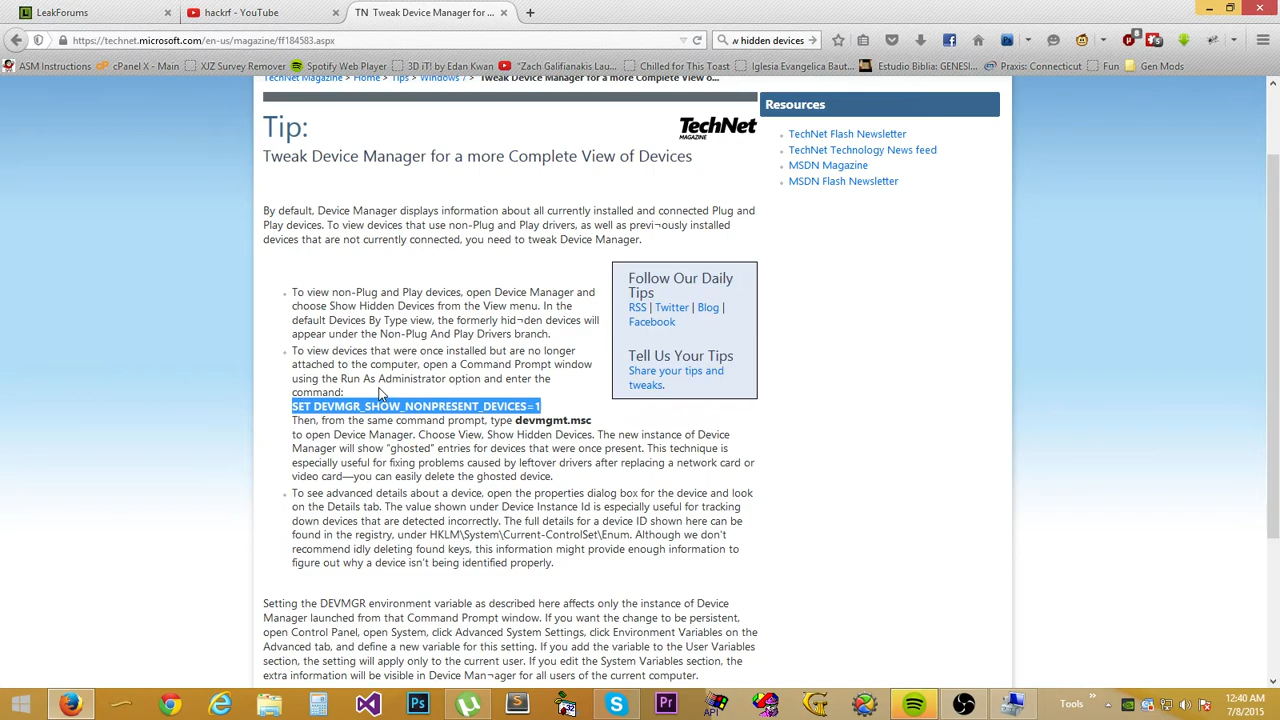 LeakForums
hackrf - YouTube
TN Tweak Device Manager for ...
https://technet.microsoft.com/en-us/magazine/ff184583.aspx
w hidden devices
ASM Instructions
cPanel X - Main
XJZ Survey Remover
Spotify Web Player
3D iT! by Edan Kwan
"Zach Galifianakis Lou...
Chilled for This Toast
Iglesia Evangelica Baut...
Estudio Biblia: GENESI...
Praxis: Connecticut
Fun
Gen Mods
TechNet Magazine > Home > Tips > Windows 7 > Tweak Device Manager for a more Complete View o...
Tip:
TechNet
MAGAZINE
Tweak Device Manager for a more Complete View of Devices
By default, Device Manager displays information about all currently installed and connected Plug and
Play devices. To view devices that use non-Plug and Play drivers, as well as previ¬ously installed
devices that are not currently connected, you need to tweak Device Manager.
To view non-Plug and Play devices, open Device Manager and
choose Show Hidden Devices from the View menu. In the
default Devices By Type view, the formerly hid¬den devices will
appear under the Non-Plug And Play Drivers branch.
To view devices that were once installed but are no longer
attached to the computer, open a Command Prompt window
using the Run As Administrator option and enter the
command:
SET DEVMGR_SHOW_NONPRESENT_DEVICES=1
Then, from the same command prompt, type devmgmt.msc
to open Device Manager. Choose View, Show Hidden Devices. The new instance of Device
Manager will show "ghosted" entries for devices that were once present. This technique is
especially useful for fixing problems caused by leftover drivers after replacing a network card or
video card—you can easily delete the ghosted device.
To see advanced details about a device, open the properties dialog box for the device and look
on the Details tab. The value shown under Device Instance Id is especially useful for tracking
down devices that are detected incorrectly. The full details for a device ID shown here can be
found in the registry, under HKLM\System\Current-ControlSet\Enum. Although we don't
recommend idly deleting found keys, this information might provide enough information to
figure out why a device isn't being identified properly.
Setting the DEVMGR environment variable as described here affects only the instance of Device
Manager launched from that Command Prompt window. If you want the change to be persistent,
open Control Panel, open System, click Advanced System Settings, click Environment Variables on the
Advanced tab, and define a new variable for this setting. If you add the variable to the User Variables
section, the setting will apply only to the current user. If you edit the System Variables section, the
extra information will be visible in Device Man¬ager for all users of the current computer.
Follow Our Daily
Tips
RSS | Twitter | Blog |
Facebook
Tell Us Your Tips
Share your tips and
tweaks.
Resources
TechNet Flash Newsletter
TechNet Technology News feed
MSDN Magazine
MSDN Flash Newsletter
Tools
12:40 AM
7/8/2015